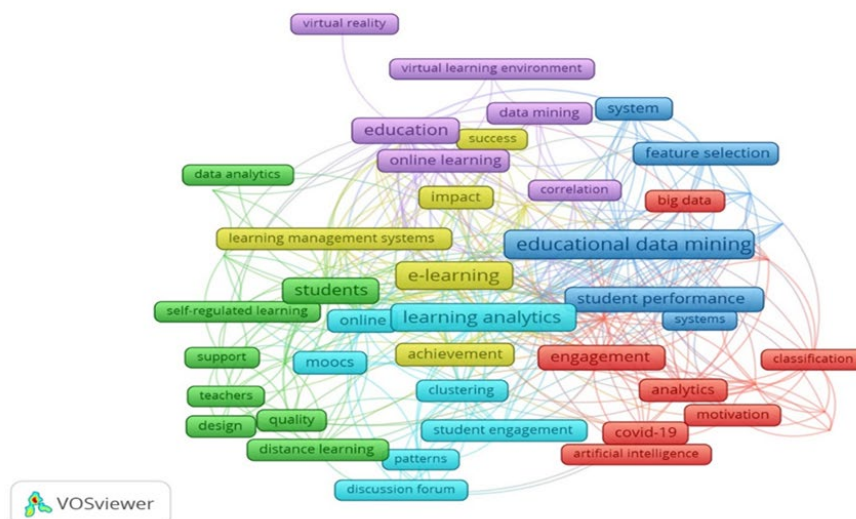 virtual reality
virtual learning environment
data mining
system
education
success
online learning
feature selection
data analytics
correlation
impact
big data
learning management systems
educational data mining
e-learning
students
student performance
self-regulated learning
online
learning analytics
systems
support
moocs
achievement
engagement
classification
teachers
clustering
analytics
motivation
design
quality
student engagement
covid-19
distance learning
patterns
artificial intelligence
discussion forum
VOSviewer